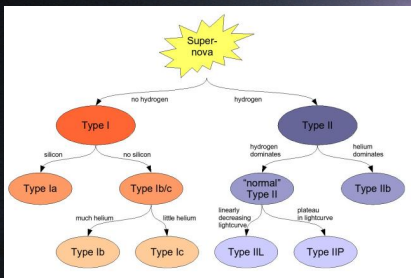 Super-
nova
no hydrogen
hydrogen
Type I
Type II
silicon
no silicon
hydrogen
dominates
helium
dominates
Type Ia
Type Ib/c
"normal"
Type II
Type IIb
much helium
little helium
linearly
decreasing
lightcurve
plateau
in lightcurve
Type Ib
Type Ic
Type IIL
Type IIP